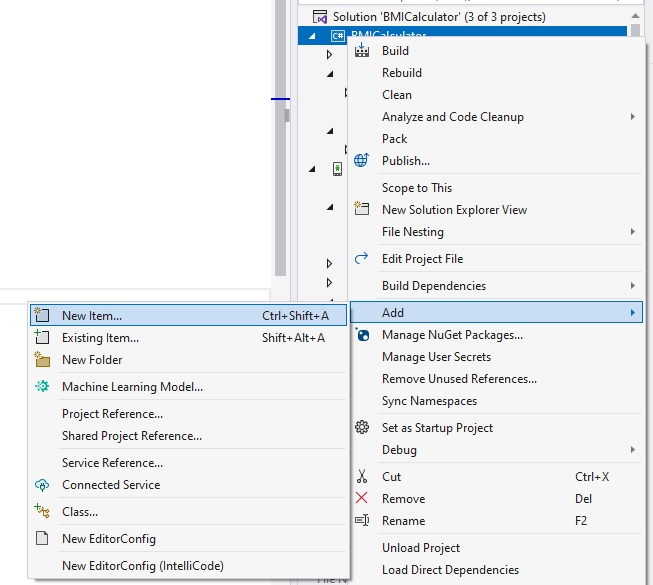 Solution 'BMICalculator' (3 of 3 projects)
C# BMICalculator
Build
Rebuild
Clean
Analyze and Code Cleanup
Pack
Publish...
Scope to This
New Solution Explorer View
File Nesting
Edit Project File
Build Dependencies
Add
Manage NuGet Packages...
Manage User Secrets
Remove Unused References...
Sync Namespaces
Set as Startup Project
Debug
Cut Ctrl+X
Remove Del
Rename F2
Unload Project
Load Direct Dependencies
New Item... Ctrl+Shift+A
Existing Item... Shift+Alt+A
New Folder
Machine Learning Model...
Project Reference...
Shared Project Reference...
Service Reference...
Connected Service
Class...
New EditorConfig
New EditorConfig (IntelliCode)